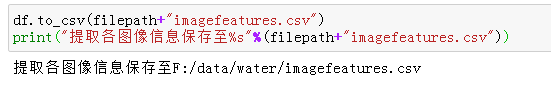 df.to_csv(filepath+"imagefeatures.csv")
print("提取各图像信息保存至%s"%(filepath+"imagefeatures.csv"))
提取各图像信息保存至F:/data/water/imagefeatures.csv